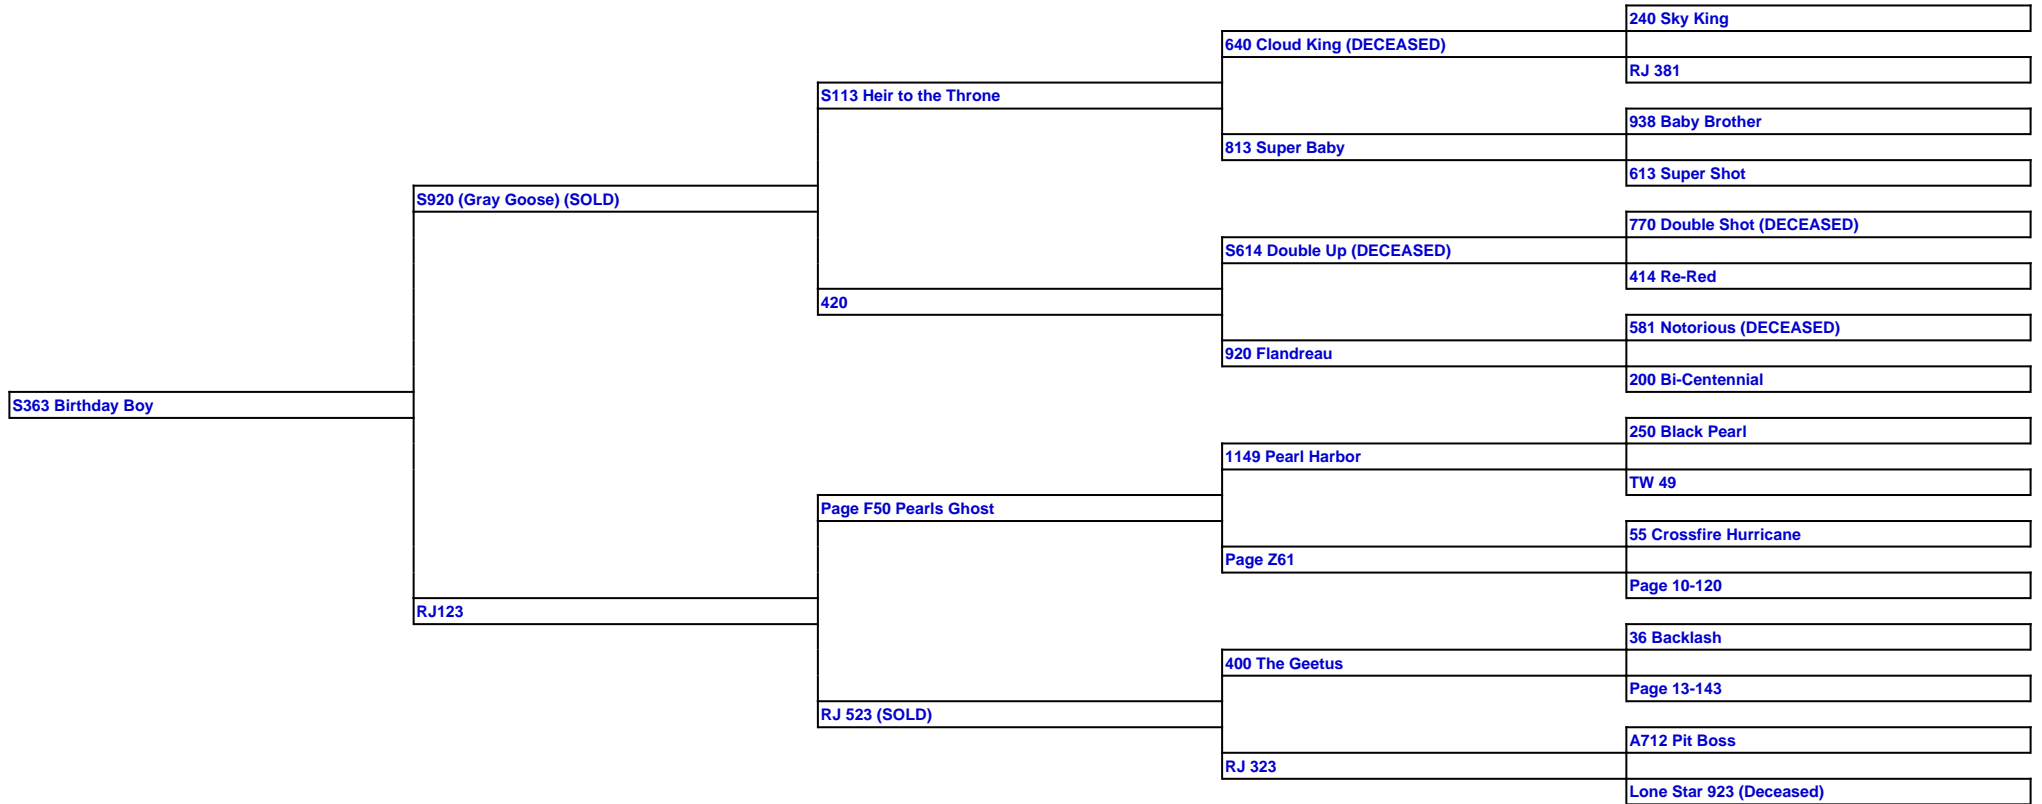 240 Sky King
640 Cloud King (DECEASED)
RJ 381
S113 Heir to the Throne
938 Baby Brother
813 Super Baby
613 Super Shot
S920 (Gray Goose) (SOLD)
770 Double Shot (DECEASED)
S614 Double Up (DECEASED)
414 Re-Red
420
581 Notorious (DECEASED)
920 Flandreau
200 Bi-Centennial
S363 Birthday Boy
250 Black Pearl
1149 Pearl Harbor
TW 49
Page F50 Pearls Ghost
55 Crossfire Hurricane
Page Z61
Page 10-120
RJ123
36 Backlash
400 The Geetus
Page 13-143
RJ 523 (SOLD)
A712 Pit Boss
RJ 323
Lone Star 923 (Deceased)